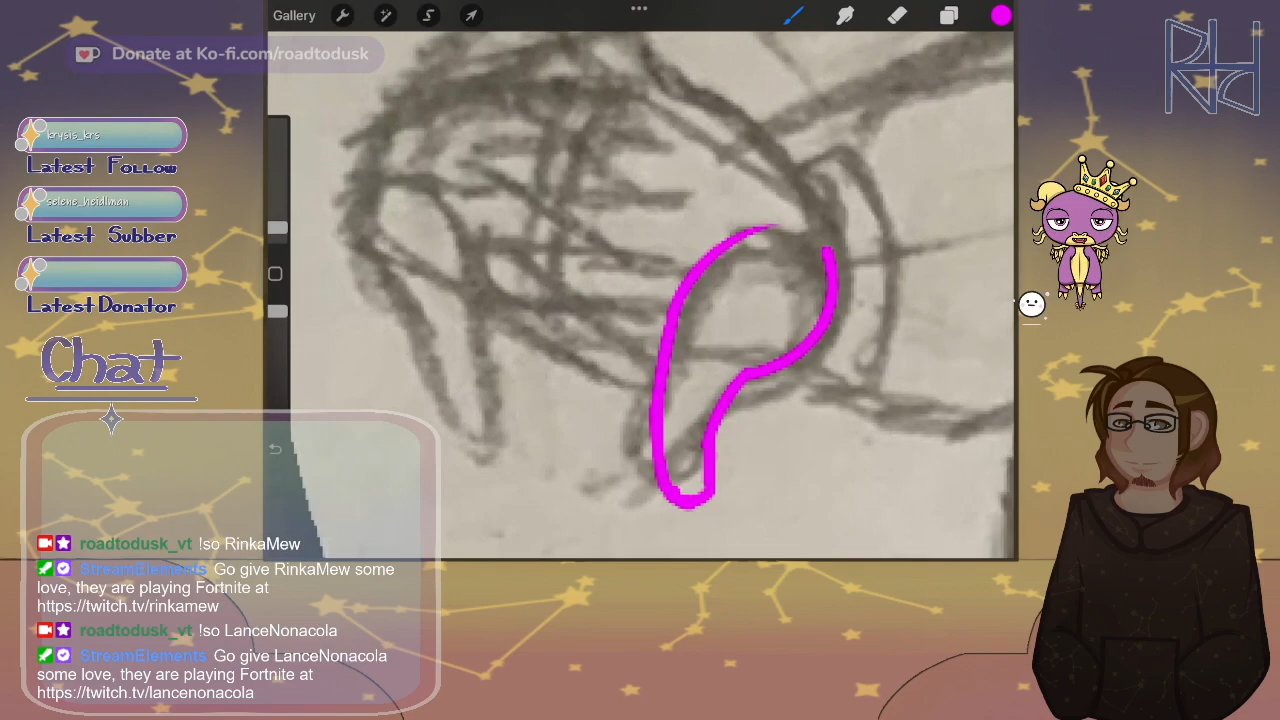 Gallery
Donate at Ko-fi.com/roadtodusk
krysis_krs
Latest Follow
selene_heidlman
Latest Subber
Latest Donator
Chat
roadtodusk_vt !so RinkaMew
StreamElements Go give RinkaMew some
love, they are playing Fortnite at
https://twitch.tv/rinkamew
roadtodusk_vt !so LanceNonacola
StreamElements Go give LanceNonacola
some love, they are playing Fortnite at
https://twitch.tv/lancenonacola